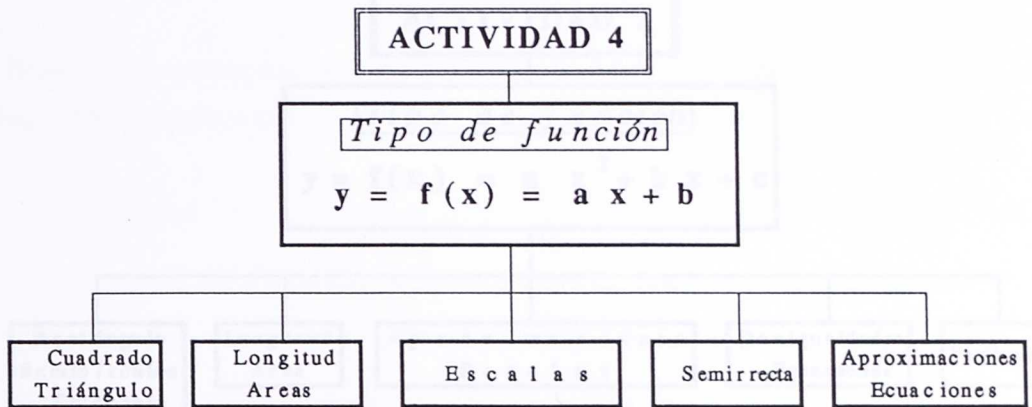 ACTIVIDAD 4
Tipo de función
y = f(x) = a x + b
Cuadrado
Triángulo
Longitud
Areas
Escalas
Semirrecta
Aproximaciones
Ecuaciones